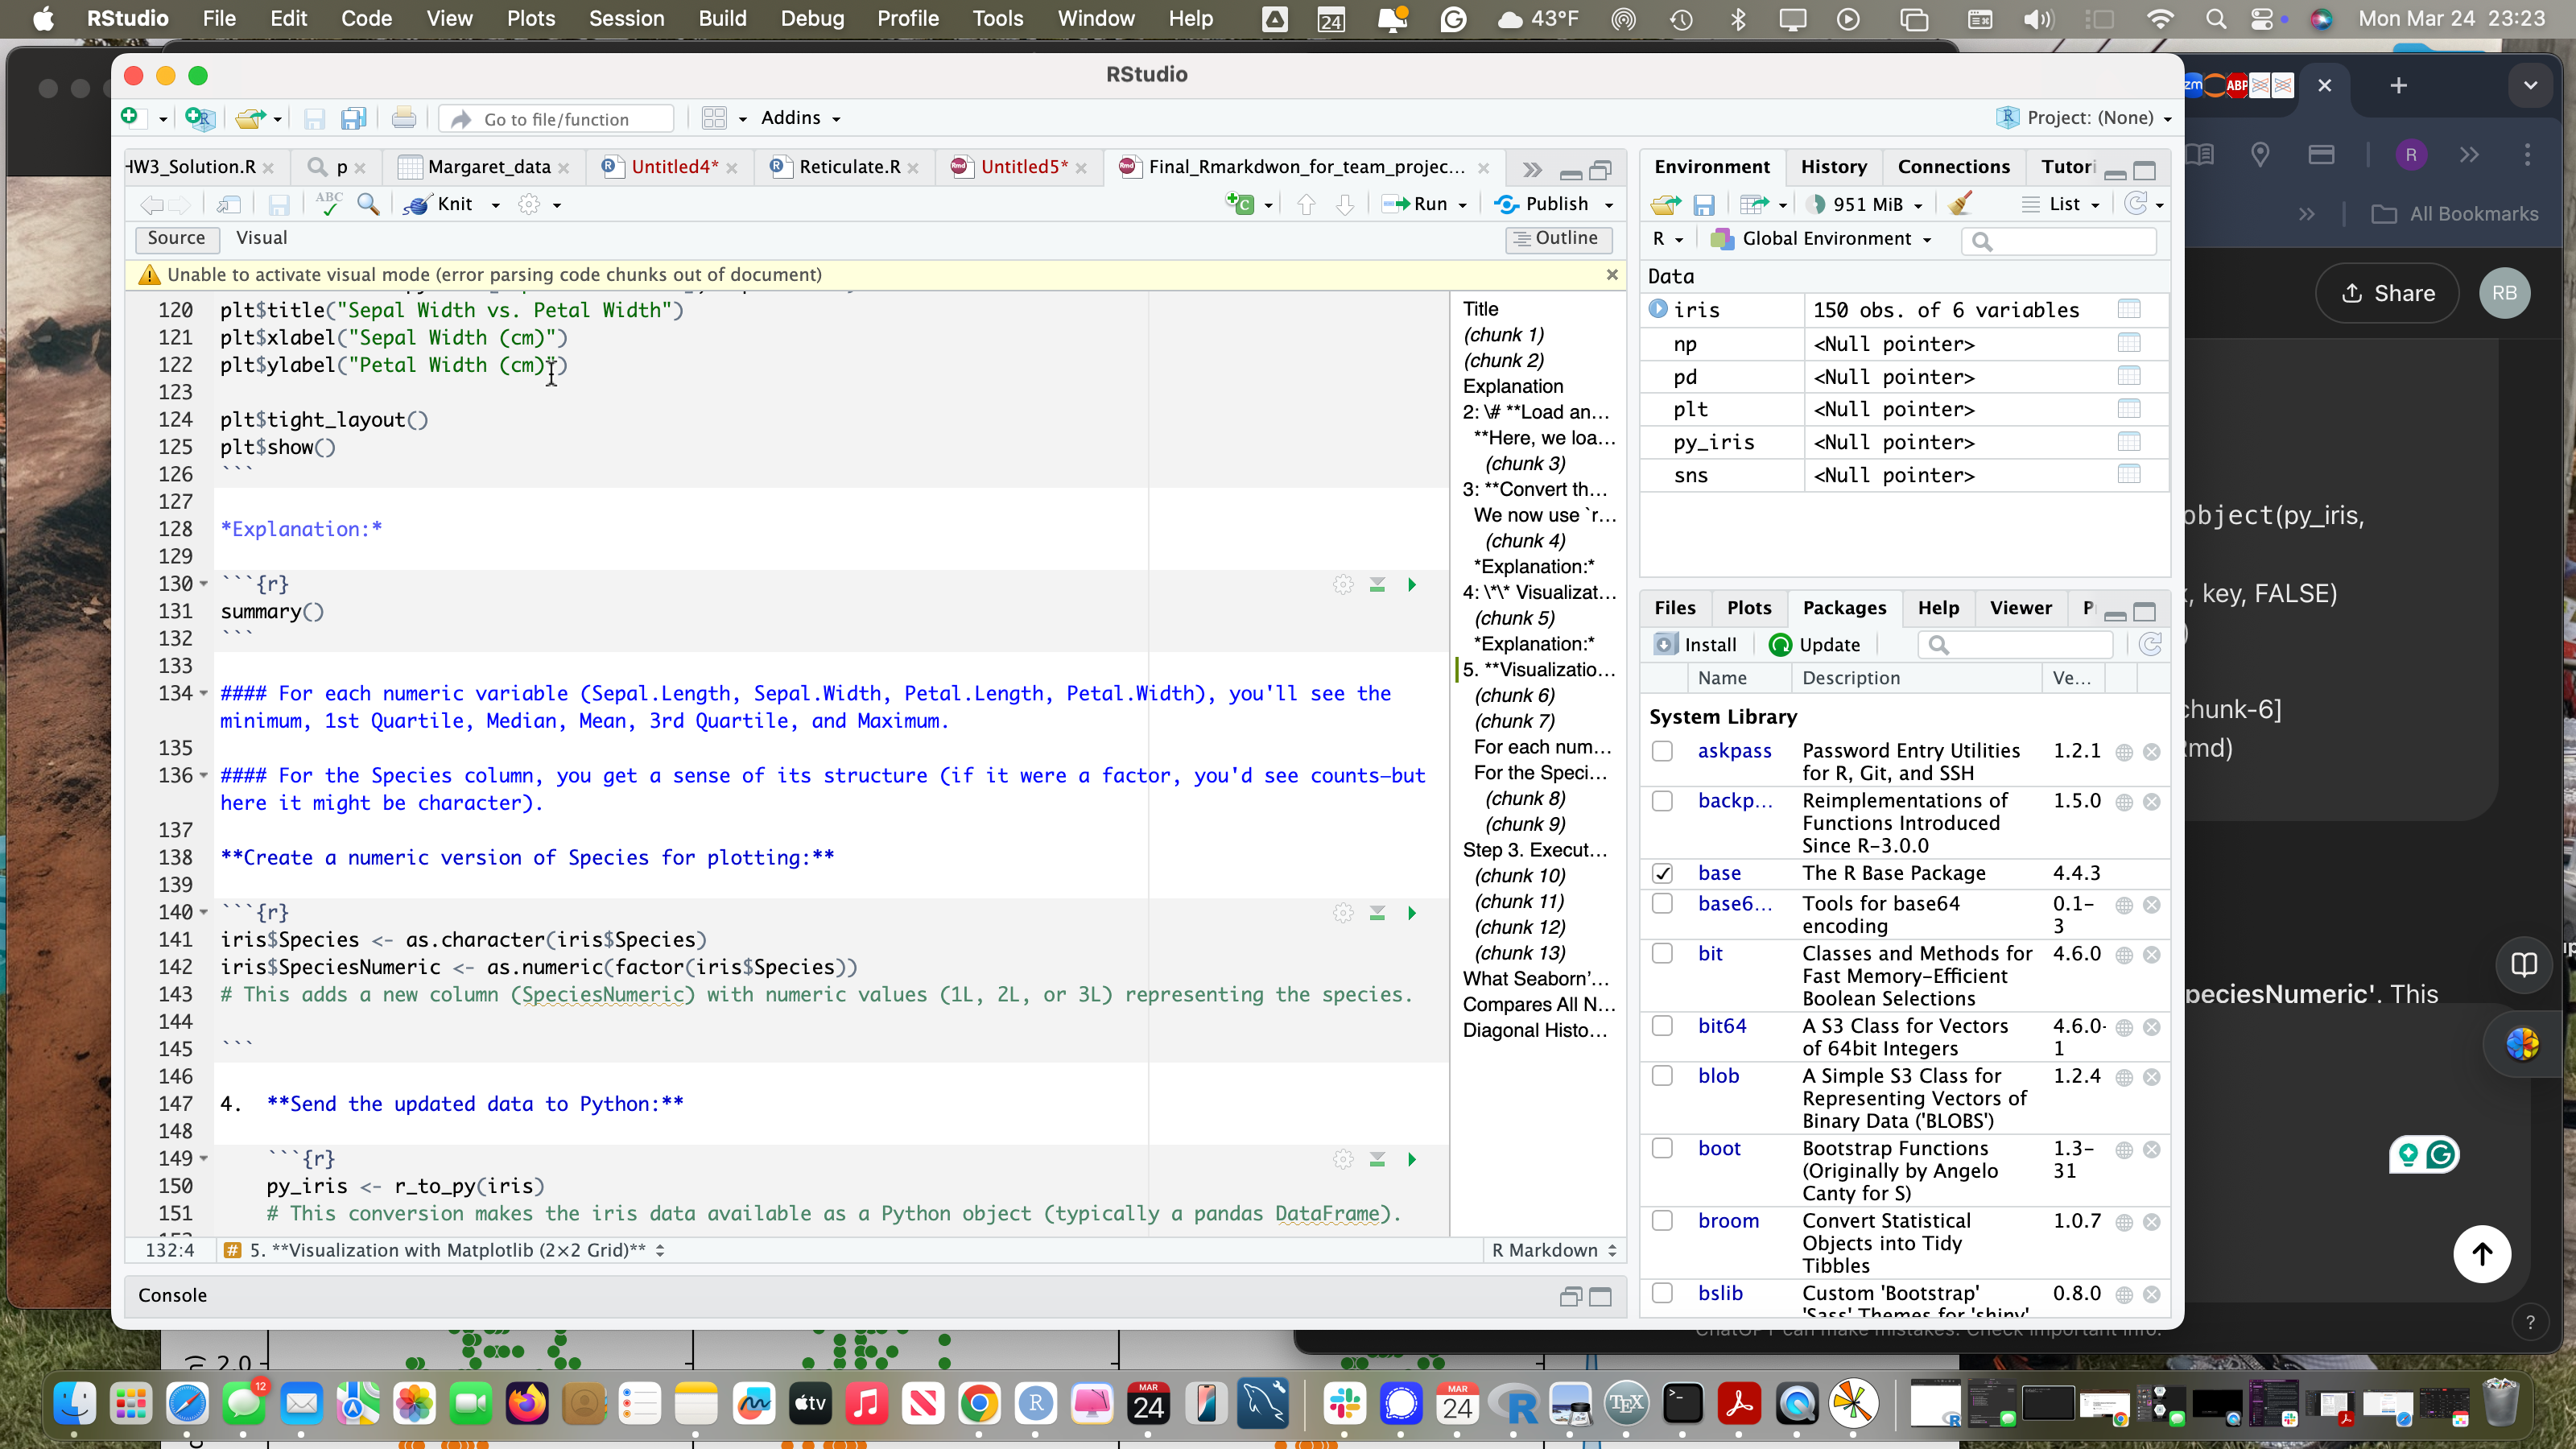 RStudio File Edit Code View Plots Session Build Debug Profile Tools Window Help 24 43°F Mon Mar 24 23:23
RStudio
zm ABP
Go to file/function Addins Project: (None)
HW3_Solution.R p Margaret_data Untitled4* Reticulate.R Untitled5* Final_Rmarkdwon_for_team_projec...
ABC Knit Run Publish
Source Visual Outline
Unable to activate visual mode (error parsing code chunks out of document)
120 plt$title("Sepal Width vs. Petal Width")
121 plt$xlabel("Sepal Width (cm)")
122 plt$ylabel("Petal Width (cm)")
123
124 plt$tight_layout()
125 plt$show()
126 ```
127
128 *Explanation:*
129
130 ```{r}
131 summary()
132 ```
133
134 #### For each numeric variable (Sepal.Length, Sepal.Width, Petal.Length, Petal.Width), you'll see the
minimum, 1st Quartile, Median, Mean, 3rd Quartile, and Maximum.
135
136 #### For the Species column, you get a sense of its structure (if it were a factor, you'd see counts—but
here it might be character).
137
138 **Create a numeric version of Species for plotting:**
139
140 ```{r}
141 iris$Species <- as.character(iris$Species)
142 iris$SpeciesNumeric <- as.numeric(factor(iris$Species))
143 # This adds a new column (SpeciesNumeric) with numeric values (1L, 2L, or 3L) representing the species.
144
145 ```
146
147 4. **Send the updated data to Python:**
148
149 ```{r}
150 py_iris <- r_to_py(iris)
151 # This conversion makes the iris data available as a Python object (typically a pandas DataFrame).
132:4 5. **Visualization with Matplotlib (2×2 Grid)** R Markdown
Console
Title
(chunk 1)
(chunk 2)
Explanation
2: \# **Load an...
**Here, we loa...
(chunk 3)
3: **Convert th...
We now use `r...
(chunk 4)
*Explanation:*
4: \*\* Visualizat...
(chunk 5)
*Explanation:*
5. **Visualizatio...
(chunk 6)
(chunk 7)
For each num...
For the Speci...
(chunk 8)
(chunk 9)
Step 3. Execut...
(chunk 10)
(chunk 11)
(chunk 12)
(chunk 13)
What Seaborn'...
Compares All N...
Diagonal Histo...
Environment History Connections Tutori
951 MiB List
R Global Environment
Data
iris 150 obs. of 6 variables
np <Null pointer>
pd <Null pointer>
plt <Null pointer>
py_iris <Null pointer>
sns <Null pointer>
Files Plots Packages Help Viewer
Install Update
Name Description Ve...
System Library
askpass Password Entry Utilities 1.2.1
for R, Git, and SSH
backp... Reimplementations of 1.5.0
Functions Introduced
Since R-3.0.0
base The R Base Package 4.4.3
base6... Tools for base64 0.1-
encoding 3
bit Classes and Methods for 4.6.0
Fast Memory-Efficient
Boolean Selections
bit64 A S3 Class for Vectors 4.6.0-
of 64bit Integers 1
blob A Simple S3 Class for 1.2.4
Representing Vectors of
Binary Data ('BLOBS')
boot Bootstrap Functions 1.3-
(Originally by Angelo 31
Canty for S)
broom Convert Statistical 1.0.7
Objects into Tidy
Tibbles
bslib Custom 'Bootstrap' 0.8.0
'Sass' Themes for 'shiny'
R
All Bookmarks
Share RB
object(py_iris,
, key, FALSE)
)
chunk-6]
md)
peciesNumeric'. This
?
ChatGPT can make mistakes. Check important info.
2.0
12 tv MAR 24 MAR 24 TEX